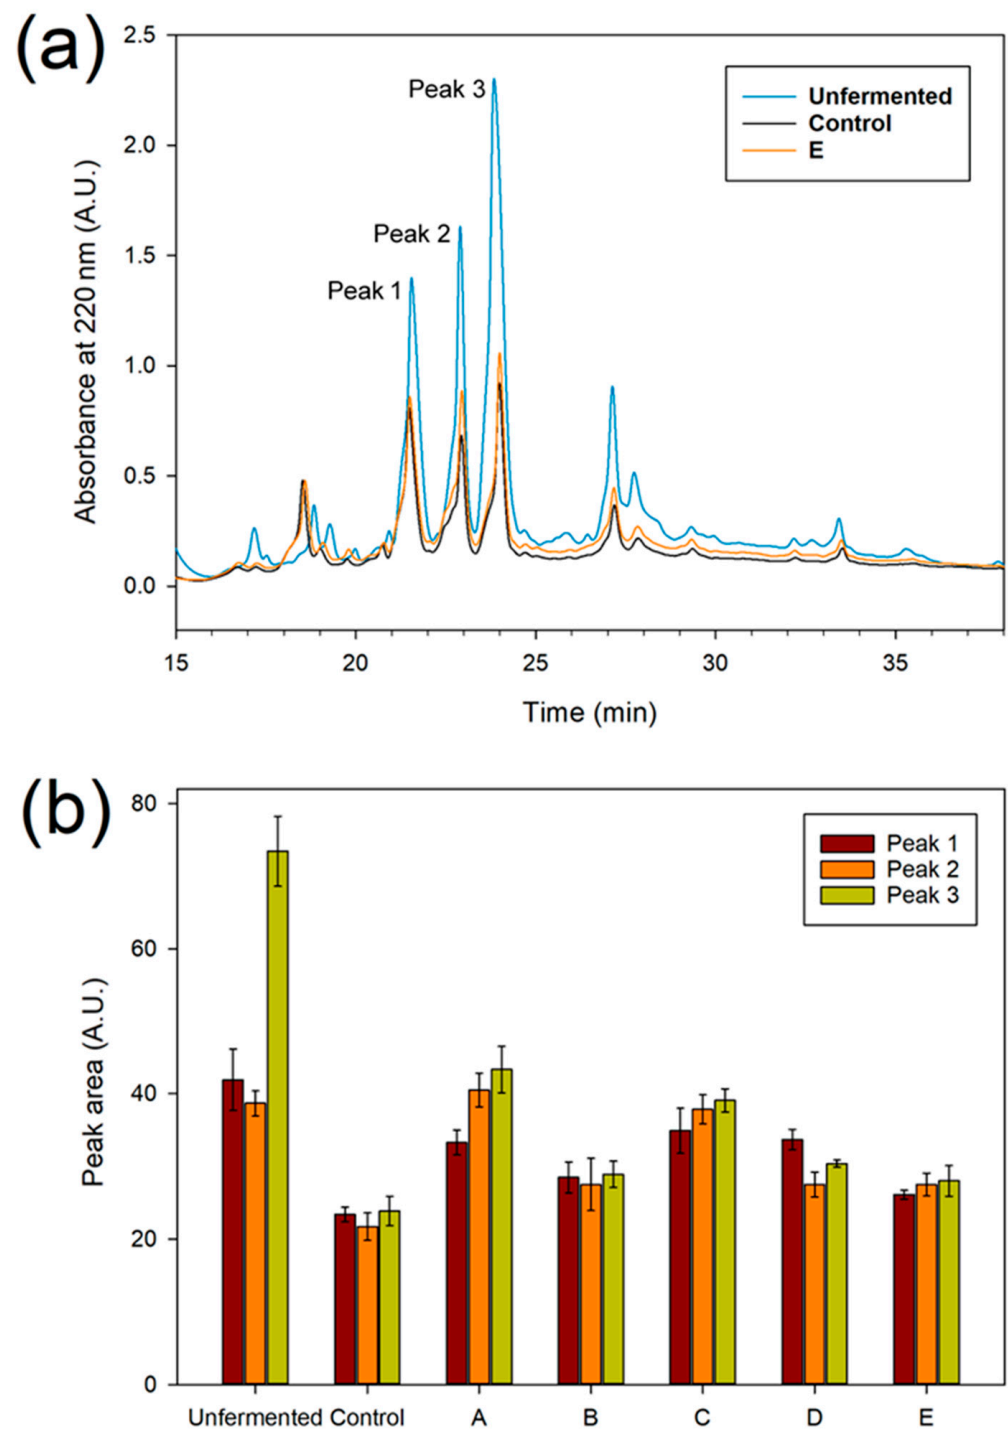 (a)
2.5
2.0
1.5
1.0
0.5
0.0
Absorbance at 220 nm (A.U.)
Peak 3
Peak 2
Peak 1
Unfermented
Control
E
15 20 25 30 35
Time (min)
(b)
80
60
40
20
0
Peak area (A.U.)
Peak 1
Peak 2
Peak 3
Unfermented Control A B C D E